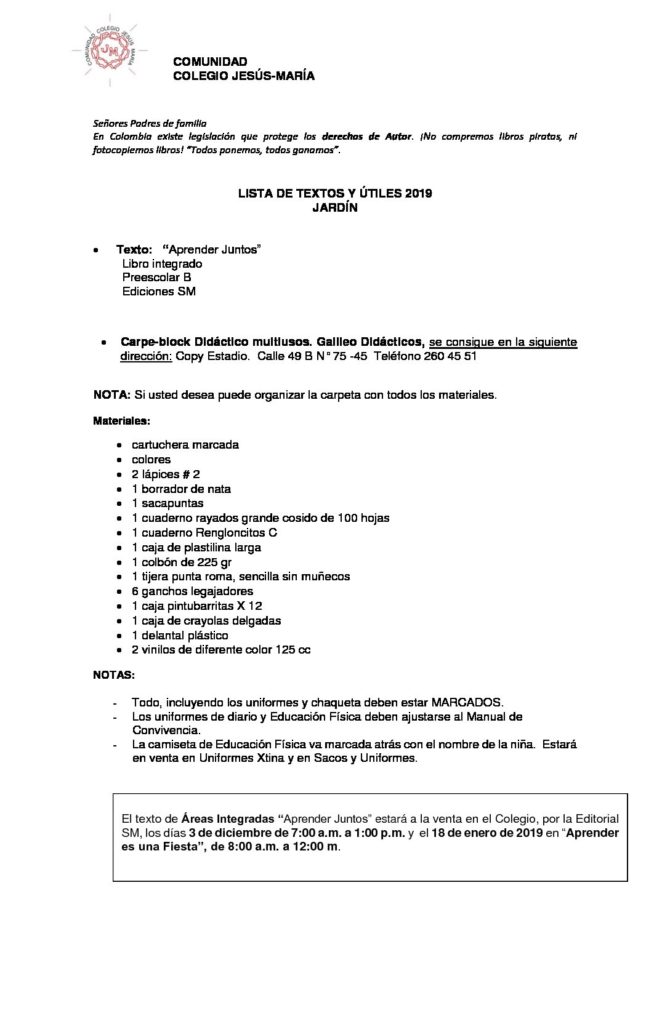 COMUNIDAD COLEGIO JESÚS MARÍA
JM
COMUNIDAD
COLEGIO JESÚS-MARÍA
Señores Padres de familia
En Colombia existe legislación que protege los derechos de Autor. ¡No compremos libros piratas, ni
fotocopiemos libros! "Todos ponemos, todos ganamos".
LISTA DE TEXTOS Y ÚTILES 2019
JARDÍN
• Texto: "Aprender Juntos"
Libro integrado
Preescolar B
Ediciones SM
• Carpe-block Didáctico multiusos. Galileo Didácticos, se consigue en la siguiente
dirección: Copy Estadio. Calle 49 B N° 75 -45 Teléfono 260 45 51
NOTA: Si usted desea puede organizar la carpeta con todos los materiales.
Materiales:
• cartuchera marcada
• colores
• 2 lápices # 2
• 1 borrador de nata
• 1 sacapuntas
• 1 cuaderno rayados grande cosido de 100 hojas
• 1 cuaderno Rengloncitos C
• 1 caja de plastilina larga
• 1 colbón de 225 gr
• 1 tijera punta roma, sencilla sin muñecos
• 6 ganchos legajadores
• 1 caja pintubarritas X 12
• 1 caja de crayolas delgadas
• 1 delantal plástico
• 2 vinilos de diferente color 125 cc
NOTAS:
- Todo, incluyendo los uniformes y chaqueta deben estar MARCADOS.
- Los uniformes de diario y Educación Física deben ajustarse al Manual de
Convivencia.
- La camiseta de Educación Física va marcada atrás con el nombre de la niña. Estará
en venta en Uniformes Xtina y en Sacos y Uniformes.
El texto de Áreas Integradas "Aprender Juntos" estará a la venta en el Colegio, por la Editorial
SM, los días 3 de diciembre de 7:00 a.m. a 1:00 p.m. y el 18 de enero de 2019 en "Aprender
es una Fiesta", de 8:00 a.m. a 12:00 m.